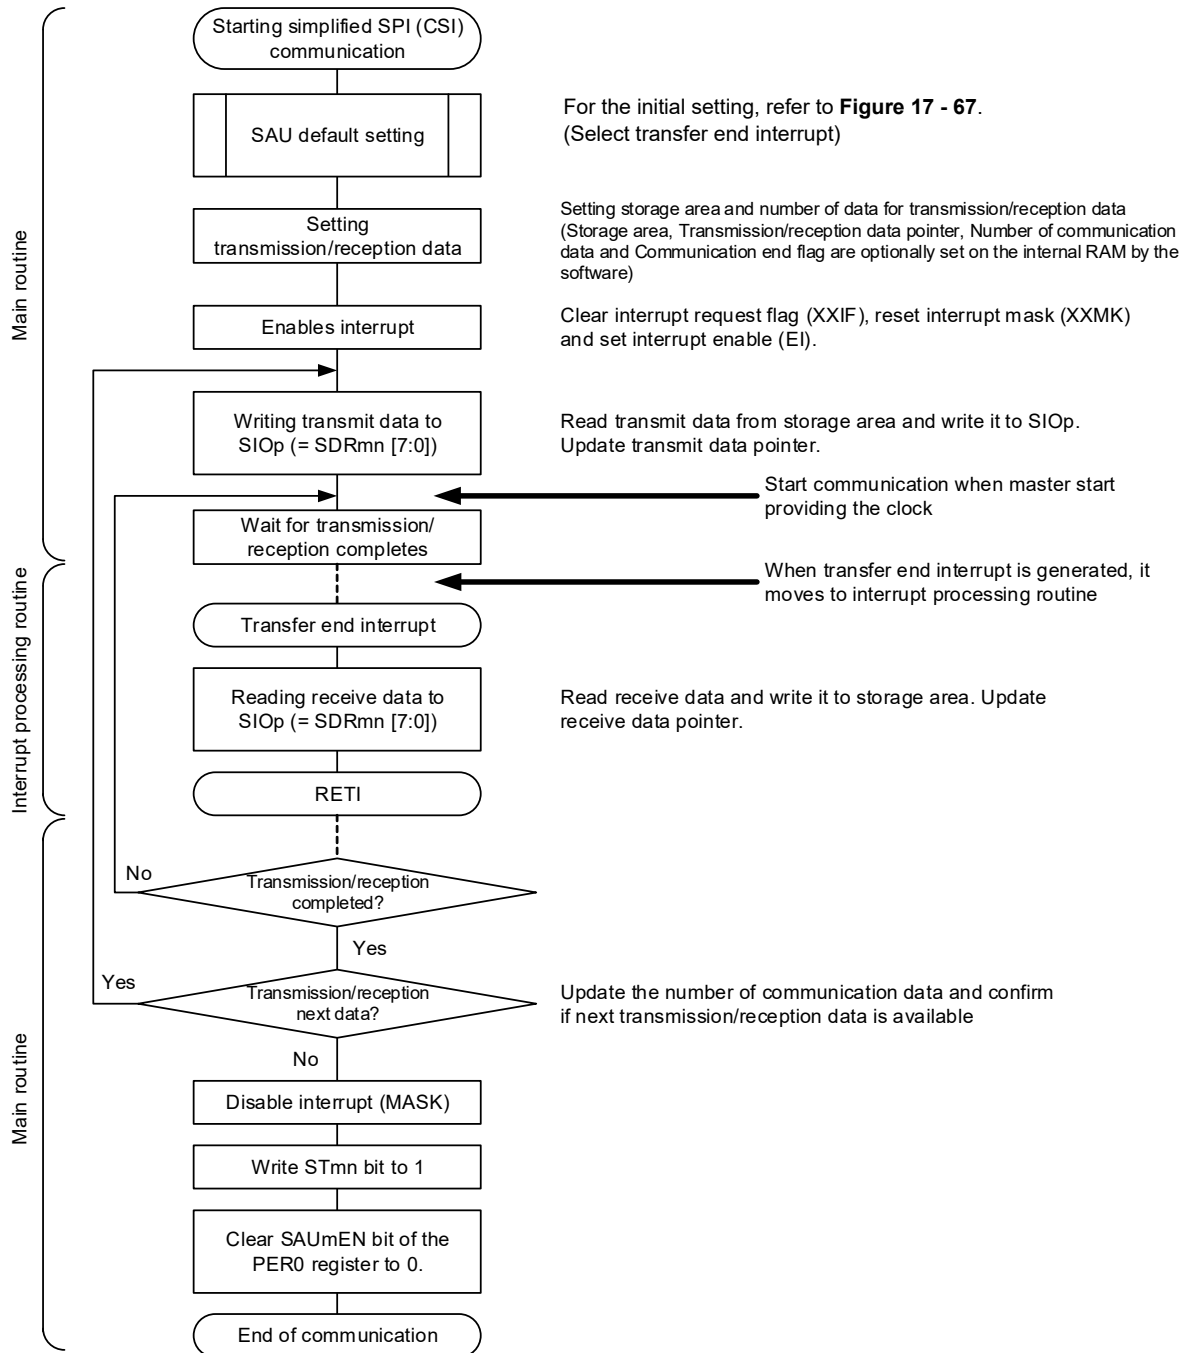 Starting simplified SPI (CSI)
communication
SAU default setting
For the initial setting, refer to Figure 17 - 67.
(Select transfer end interrupt)
Setting
transmission/reception data
Setting storage area and number of data for transmission/reception data
(Storage area, Transmission/reception data pointer, Number of communication
data and Communication end flag are optionally set on the internal RAM by the
software)
Main routine
Enables interrupt
Clear interrupt request flag (XXIF), reset interrupt mask (XXMK)
and set interrupt enable (EI).
Writing transmit data to
SIOp (= SDRmn [7:0])
Read transmit data from storage area and write it to SIOp.
Update transmit data pointer.
Start communication when master start
providing the clock
Wait for transmission/
reception completes
When transfer end interrupt is generated, it
moves to interrupt processing routine
Transfer end interrupt
Interrupt processing routine
Reading receive data to
SIOp (= SDRmn [7:0])
Read receive data and write it to storage area. Update
receive data pointer.
RETI
No
Transmission/reception
completed?
Yes
Yes
Transmission/reception
next data?
Update the number of communication data and confirm
if next transmission/reception data is available
No
Main routine
Disable interrupt (MASK)
Write STmn bit to 1
Clear SAUmEN bit of the
PER0 register to 0.
End of communication